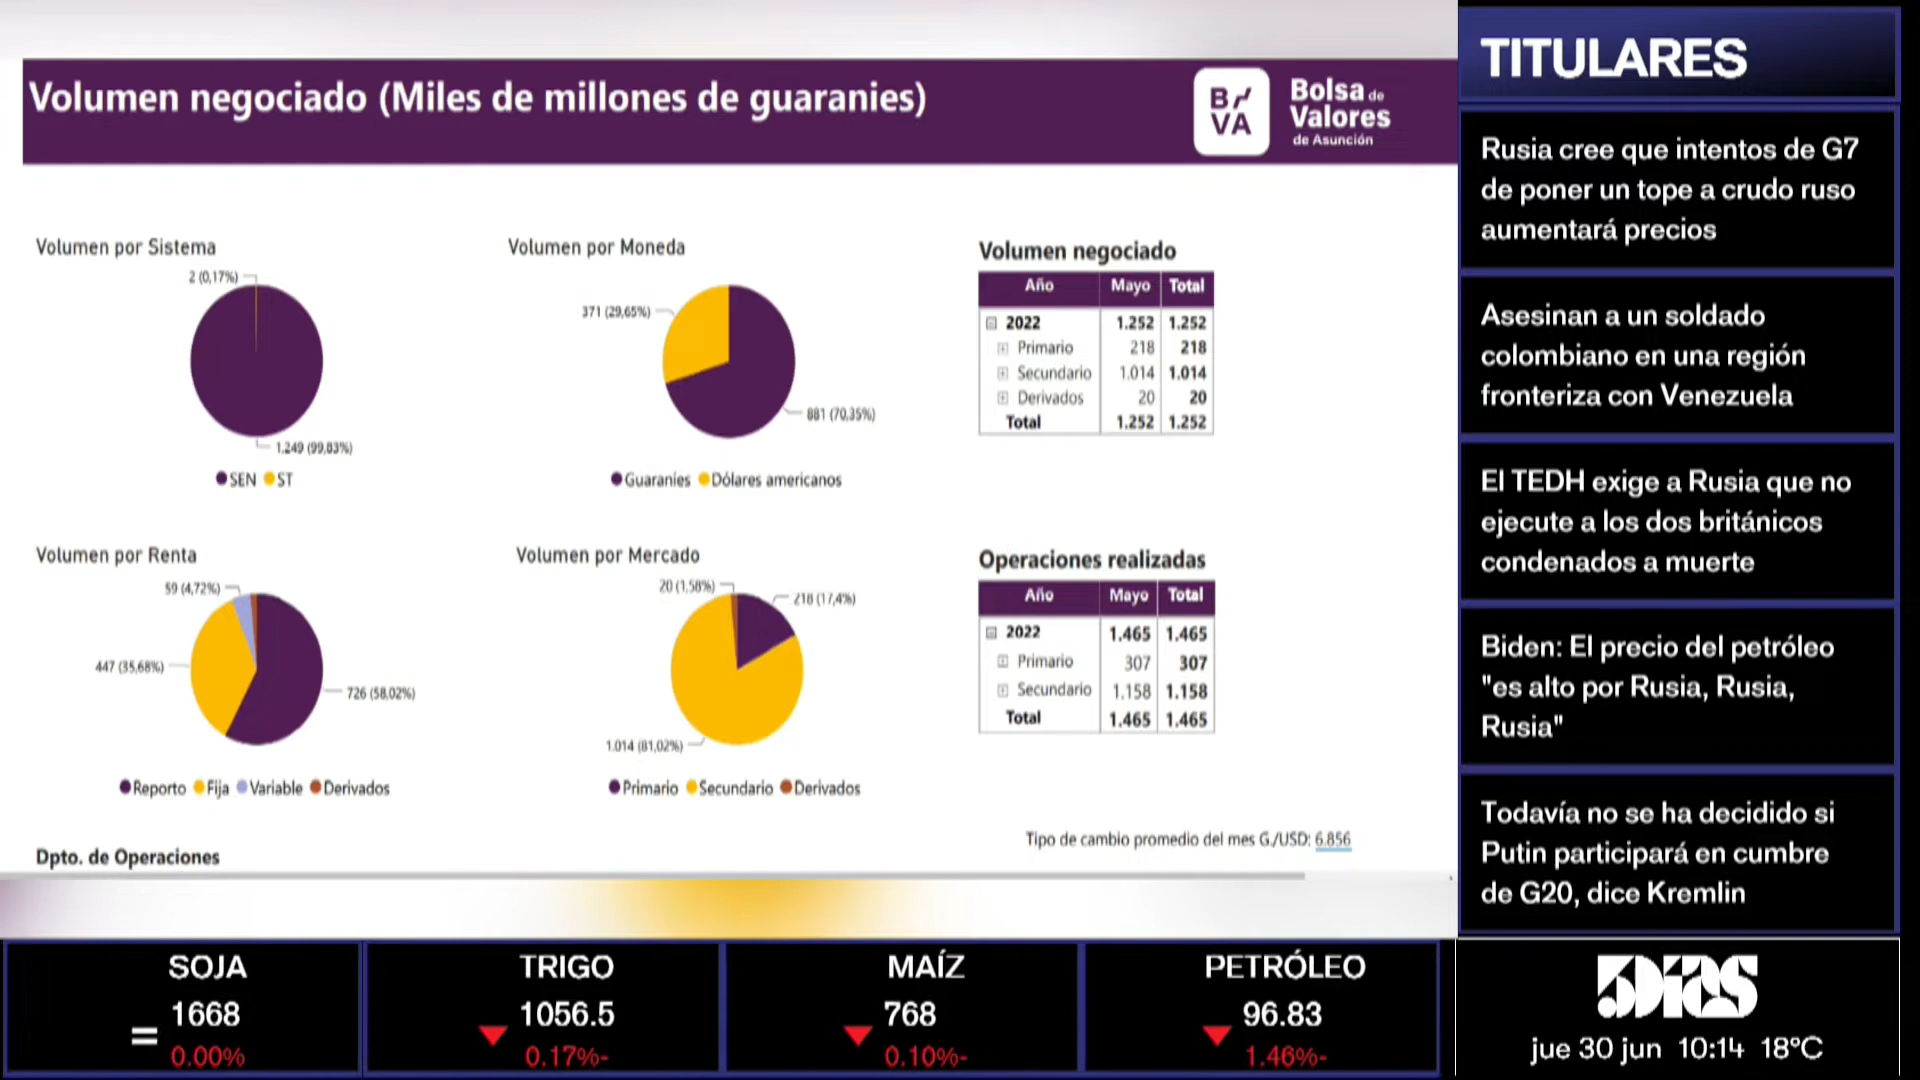 Volumen negociado (Miles de millones de guaranies)
B VA
Bolsa de
Valores
de Asunción
Volumen por Sistema
2 (0,17%)
1.249 (99,83%)
SEN ST
Volumen por Moneda
371 (29,65%)
881 (70,35%)
Guaraníes Dólares americanos
Volumen negociado
Año Mayo Total
2022 1.252 1.252
Primario 218 218
Secundario 1.014 1.014
Derivados 20 20
Total 1.252 1.252
Volumen por Renta
59 (4,72%)
447 (35,68%)
726 (58,02%)
Reporto Fija Variable Derivados
Volumen por Mercado
20 (1,58%)
218 (17,4%)
1.014 (81,02%)
Primario Secundario Derivados
Operaciones realizadas
Año Mayo Total
2022 1.465 1.465
Primario 307 307
Secundario 1.158 1.158
Total 1.465 1.465
Tipo de cambio promedio del mes G./USD: 6.856
Dpto. de Operaciones
TITULARES
Rusia cree que intentos de G7
de poner un tope a crudo ruso
aumentará precios
Asesinan a un soldado
colombiano en una región
fronteriza con Venezuela
El TEDH exige a Rusia que no
ejecute a los dos británicos
condenados a muerte
Biden: El precio del petróleo
"es alto por Rusia, Rusia,
Rusia"
Todavía no se ha decidido si
Putin participará en cumbre
de G20, dice Kremlin
SOJA
1668
= 0.00%
TRIGO
1056.5
0.17%-
MAÍZ
768
0.10%-
PETRÓLEO
96.83
1.46%-
5Días
jue 30 jun 10:14 18°C